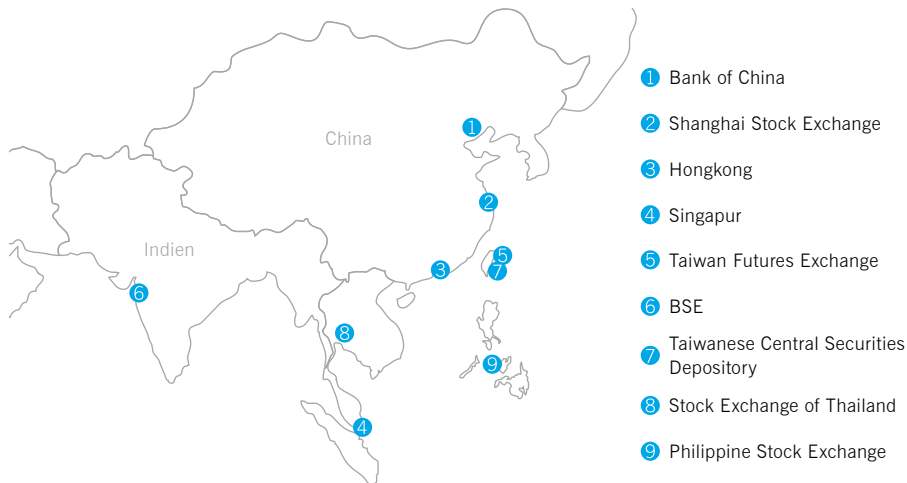 China
Indien
1
2
3
4
5
6
7
8
9
1 Bank of China
2 Shanghai Stock Exchange
3 Hongkong
4 Singapur
5 Taiwan Futures Exchange
6 BSE
7 Taiwanese Central Securities
Depository
8 Stock Exchange of Thailand
9 Philippine Stock Exchange